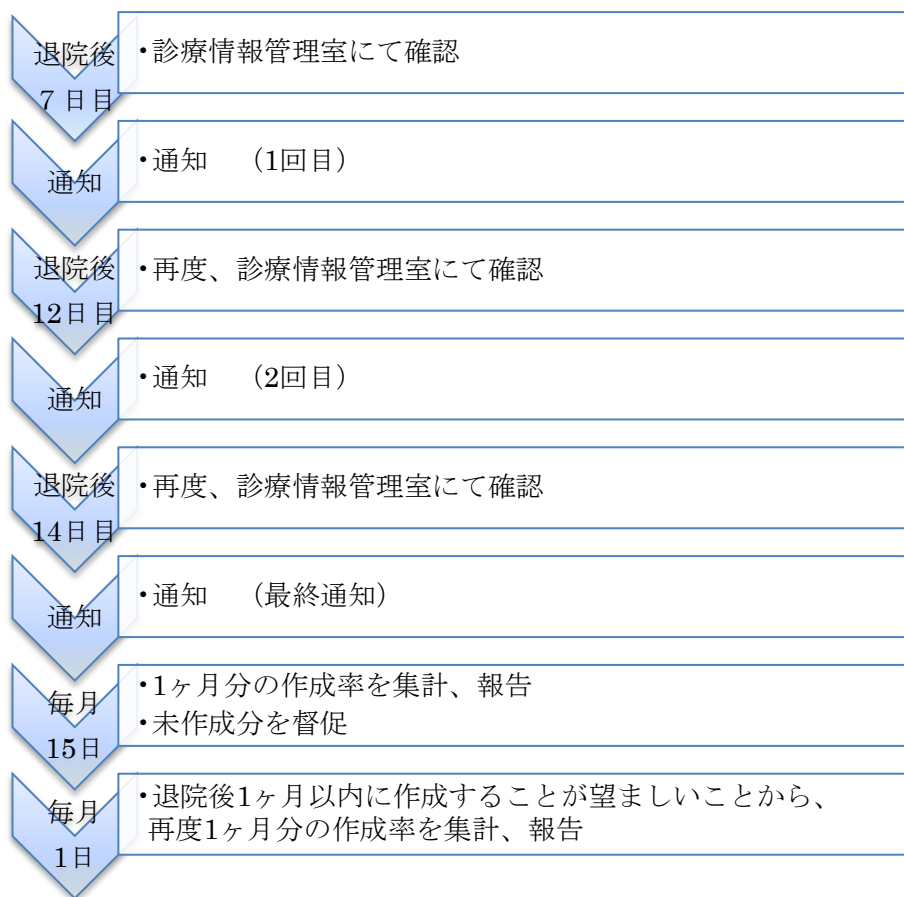 退院後
7日目
・診療情報管理室にて確認
通知
・通知　（1回目）
退院後
12日目
・再度、診療情報管理室にて確認
通知
・通知　（2回目）
退院後
14日目
・再度、診療情報管理室にて確認
通知
・通知　（最終通知）
毎月
15日
・1ヶ月分の作成率を集計、報告
・未作成分を督促
毎月
1日
・退院後1ヶ月以内に作成することが望ましいことから、
再度1ヶ月分の作成率を集計、報告